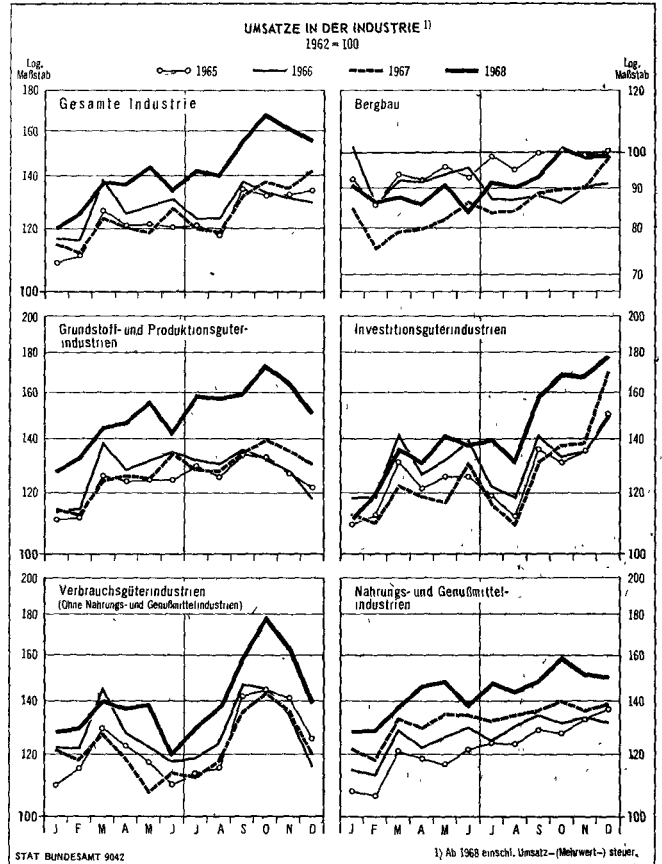 UMSATZE IN DER INDUSTRIE 1)
1962 = 100
Log. Maßstab
1965 1966 1967 1968
Log. Maßstab
Gesamte Industrie
180
160
140
120
100
Bergbau
120
100
90
80
70
J F M A M J J A S O N D
J F M A M J J A S O N D
Grundstoff- und Produktionsguter-
industrien
200
180
160
140
120
100
Investitionsguterindustrien
200
180
160
140
120
100
Verbrauchsgüterindustrien
(Ohne Nahrungs- und Genußmittelindustrien)
200
180
160
140
120
100
Nahrungs- und Genußmittel-
industrien
200
180
160
140
120
100
J F M A M J J A S O N D
J F M A M J J A S O N D
STAT BUNDESAMT 9042
1) Ab 1968 einschl. Umsatz-(Mehrwert-) steuer.